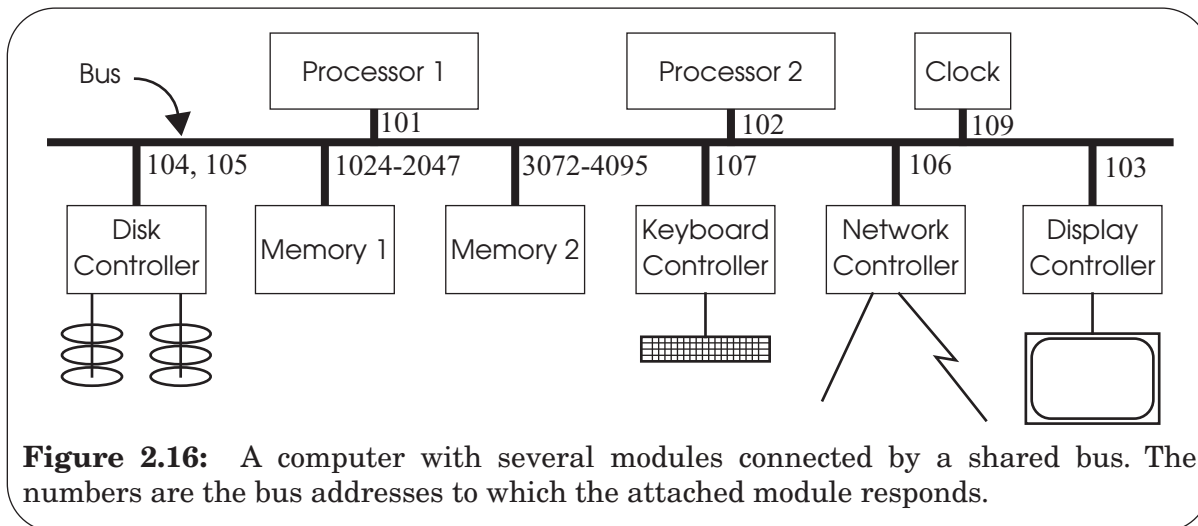 Processor 1
Processor 2
Clock
Bus
101
102
109
104, 105
1024-2047
3072-4095
107
106
103
Disk
Controller
Memory 1
Memory 2
Keyboard
Controller
Network
Controller
Display
Controller
Figure 2.16: A computer with several modules connected by a shared bus. The
numbers are the bus addresses to which the attached module responds.